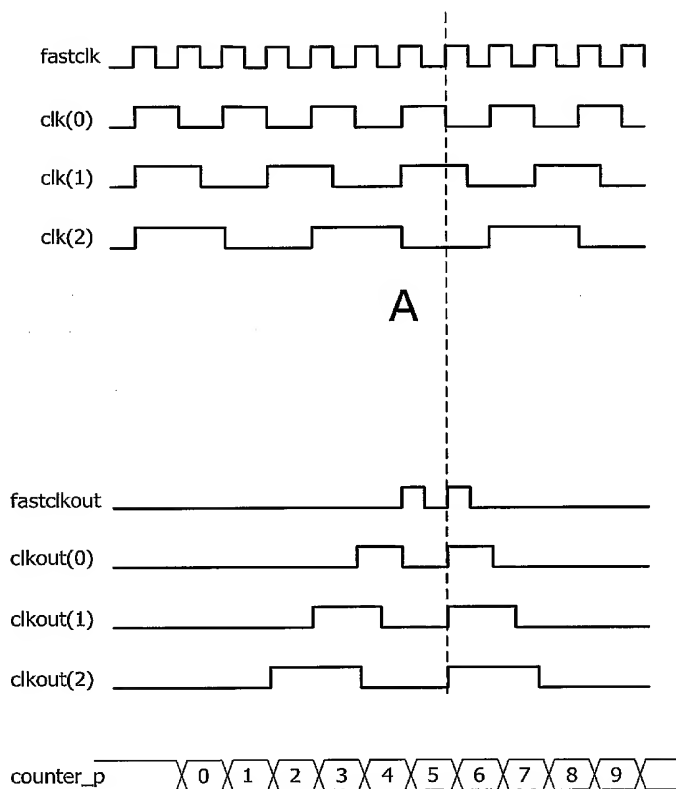 fastclk
clk(0)
clk(1)
clk(2)
A
fastclkout
clkout(0)
clkout(1)
clkout(2)
counter_p 0 1 2 3 4 5 6 7 8 9